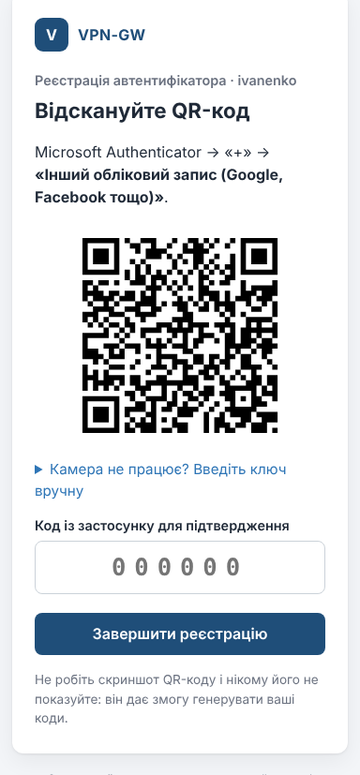 V VPN-GW
Реєстрація автентифікатора · ivanenko
Відскануйте QR-код
Microsoft Authenticator → «+» →
«Інший обліковий запис (Google,
Facebook тощо)».
▶ Камера не працює? Введіть ключ
вручну
Код із застосунку для підтвердження
000000
Завершити реєстрацію
Не робіть скриншот QR-коду і нікому його не
показуйте: він дає змогу генерувати ваші
коди.